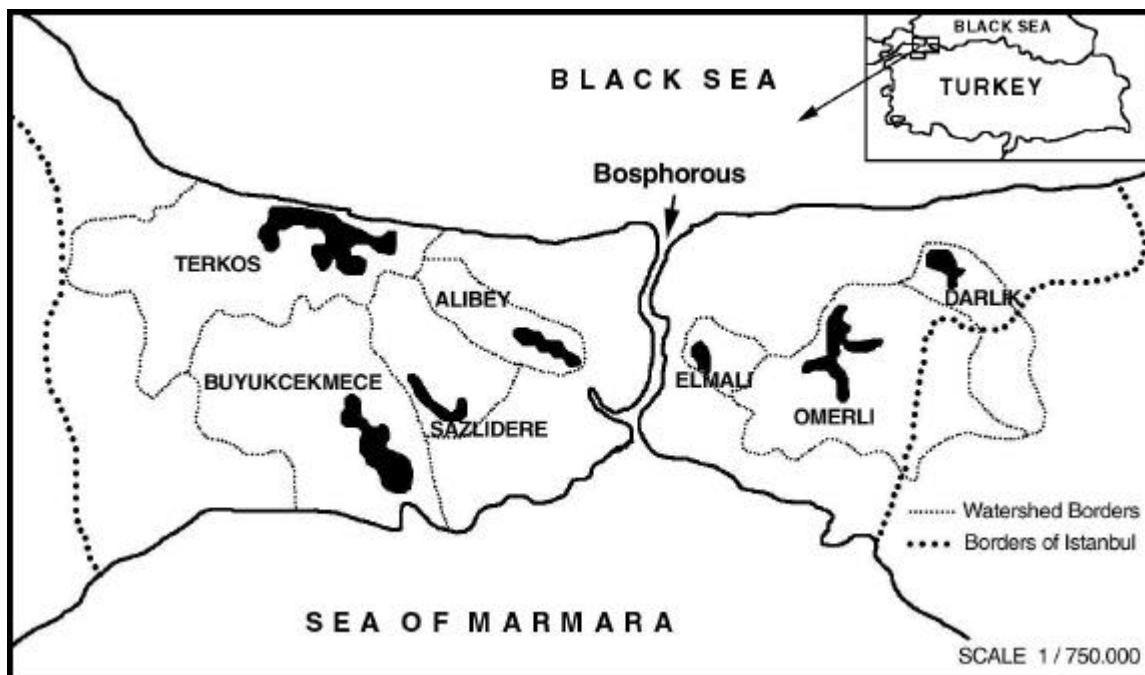 BLACK SEA
TURKEY
BLACK SEA
Bosphorous
TERKOS
ALIBEY
DARLIK
BUYUKCEKMECE
ELMALI
SAZLIDERE
OMERLI
Watershed Borders
Borders of Istanbul
SEA OF MARMARA
SCALE 1 / 750.000